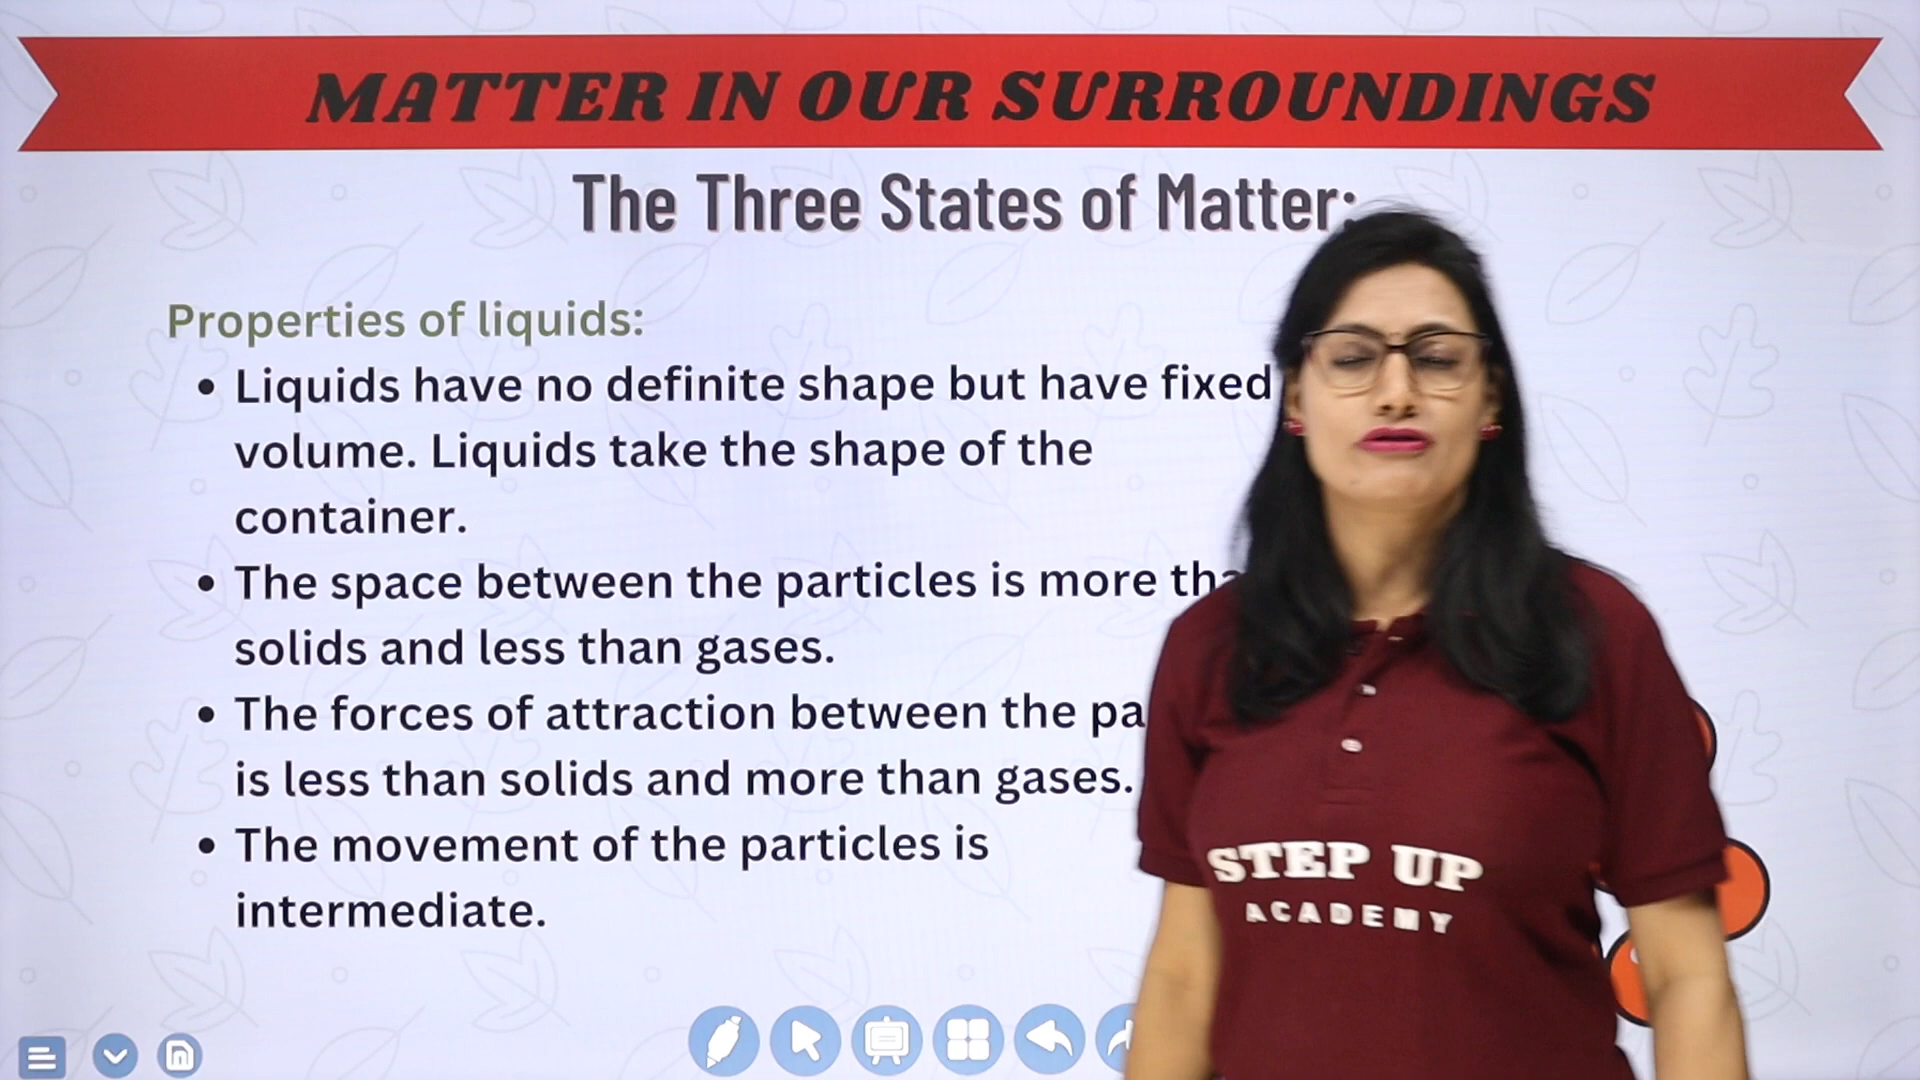 MATTER IN OUR SURROUNDINGS
The Three States of Matter:
Properties of liquids:
• Liquids have no definite shape but have fixed
volume. Liquids take the shape of the
container.
• The space between the particles is more
solids and less than gases.
• The forces of attraction between the
is less than solids and more than gases.
• The movement of the particles is
intermediate.
STEP UP
ACADEMY